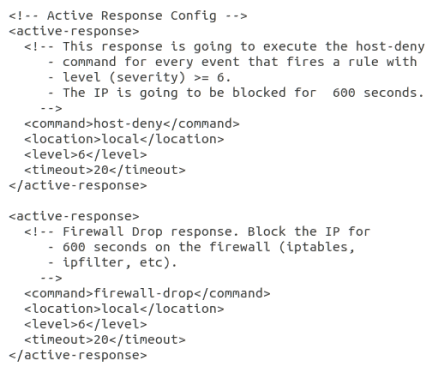 <!-- Active Response Config -->
<active-response>
<!-- This response is going to execute the host-deny
- command for every event that fires a rule with
- level (severity) >= 6.
- The IP is going to be blocked for  600 seconds.
-->
<command>host-deny</command>
<location>local</location>
<level>6</level>
<timeout>20</timeout>
</active-response>
<active-response>
<!-- Firewall Drop response. Block the IP for
- 600 seconds on the firewall (iptables,
- ipfilter, etc).
-->
<command>firewall-drop</command>
<location>local</location>
<level>6</level>
<timeout>20</timeout>
</active-response>